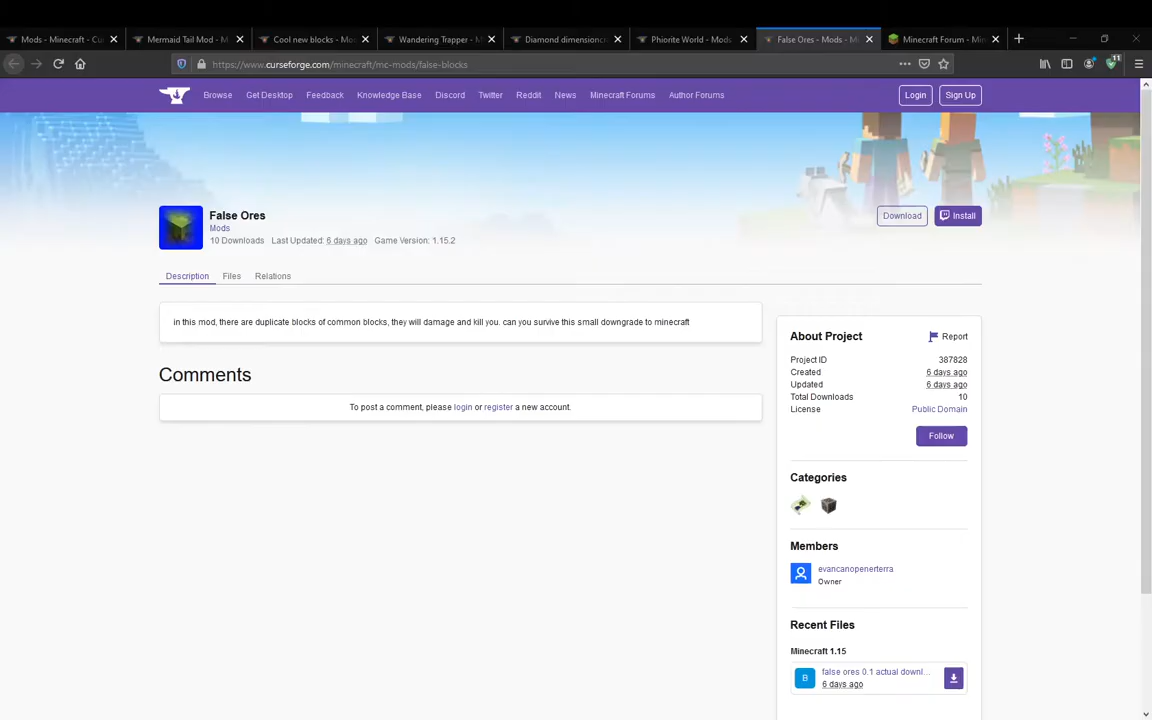 Mods - Minecraft - Cu
Mermaid Tail Mod - M
Cool new blocks - Mo
Wandering Trapper - M
Diamond dimension
Phiorite World - Mods
False Ores - Mods - Mi
Minecraft Forum - Mi
https://www.curseforge.com/minecraft/mc-mods/false-blocks
11
Browse Get Desktop Feedback Knowledge Base Discord Twitter Reddit News Minecraft Forums Author Forums Login Sign Up
False Ores
Mods
10 Downloads Last Updated: 6 days ago Game Version: 1.15.2
Download Install
Description Files Relations
in this mod, there are duplicate blocks of common blocks, they will damage and kill you. can you survive this small downgrade to minecraft
Comments
To post a comment, please login or register a new account.
About Project Report
Project ID 387828
Created 6 days ago
Updated 6 days ago
Total Downloads 10
License Public Domain
Follow
Categories
Members
evancanopenerterra
Owner
Recent Files
Minecraft 1.15
B false ores 0.1 actual downl...
6 days ago